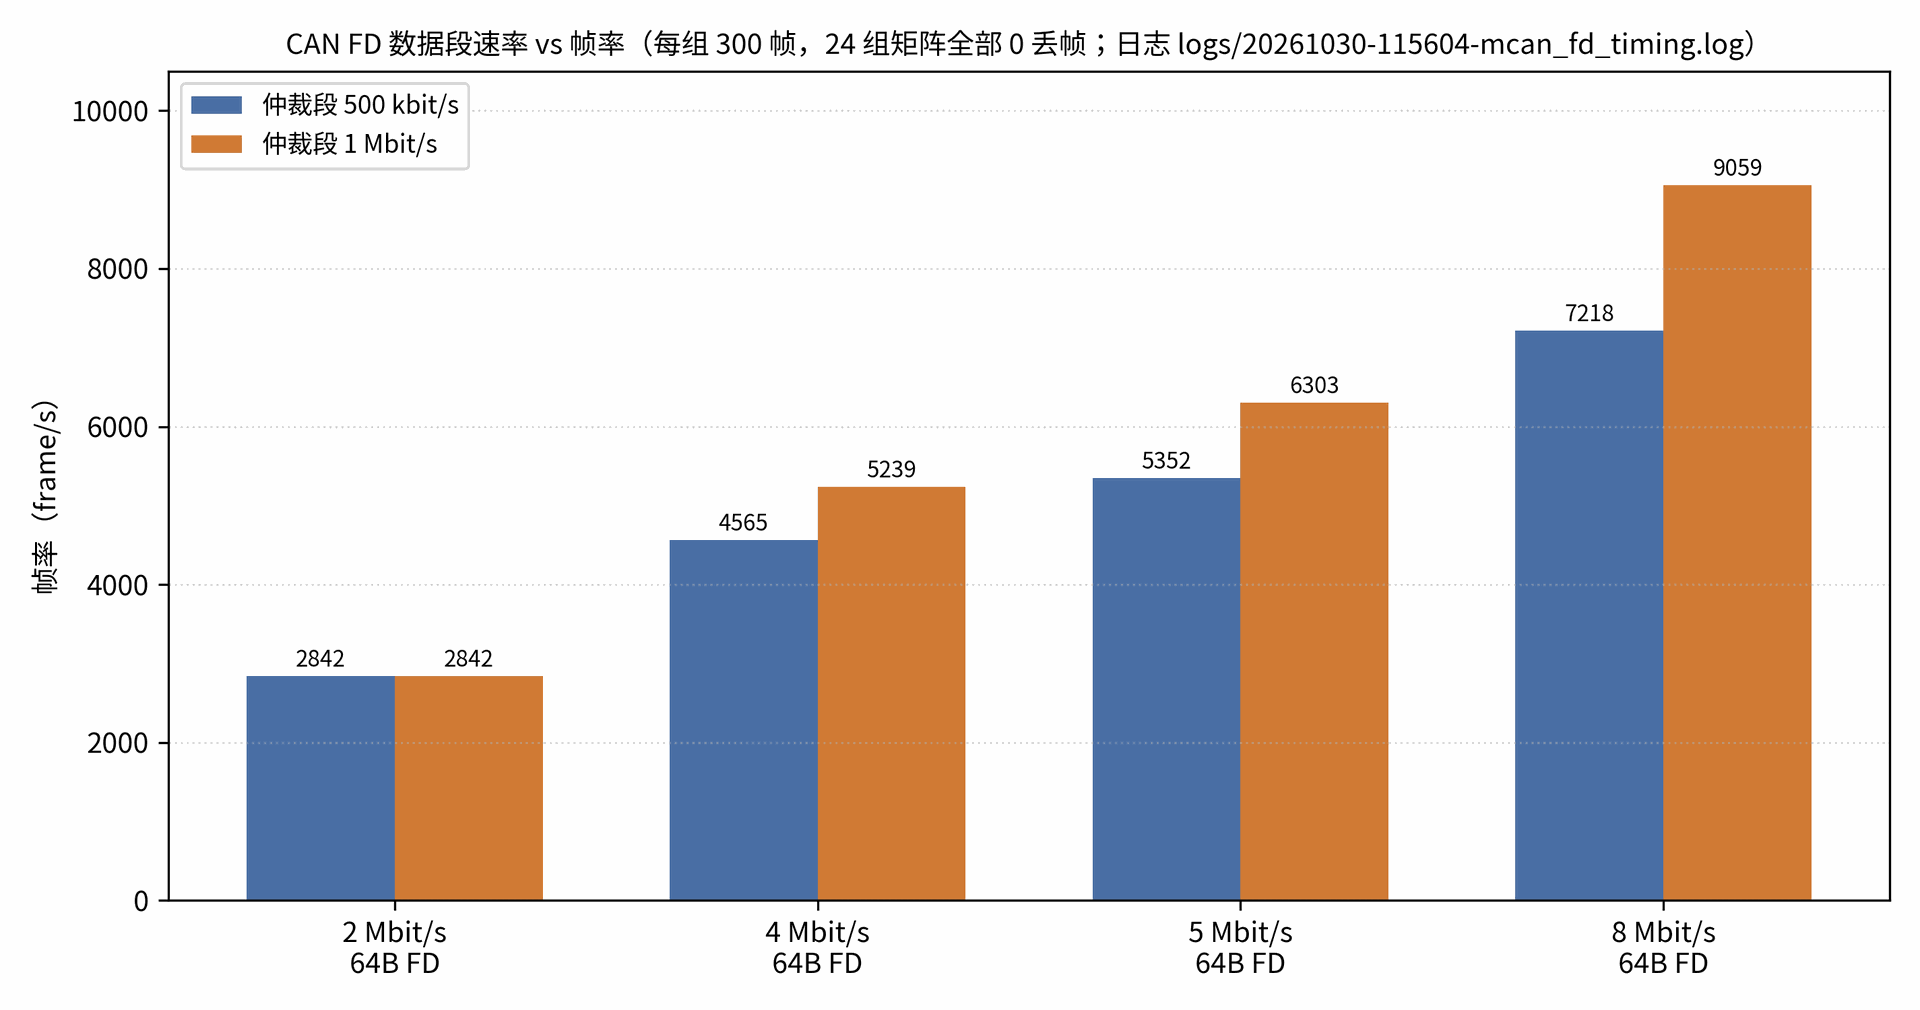 CAN FD 数据段速率 vs 帧率（每组 300 帧，24 组矩阵全部 0 丢帧；日志 logs/20261030-115604-mcan_fd_timing.log）
仲裁段 500 kbit/s
仲裁段 1 Mbit/s
帧率（frame/s）
10000
8000
6000
4000
2000
0
2842
2842
4565
5239
5352
6303
7218
9059
2 Mbit/s
64B FD
4 Mbit/s
64B FD
5 Mbit/s
64B FD
8 Mbit/s
64B FD